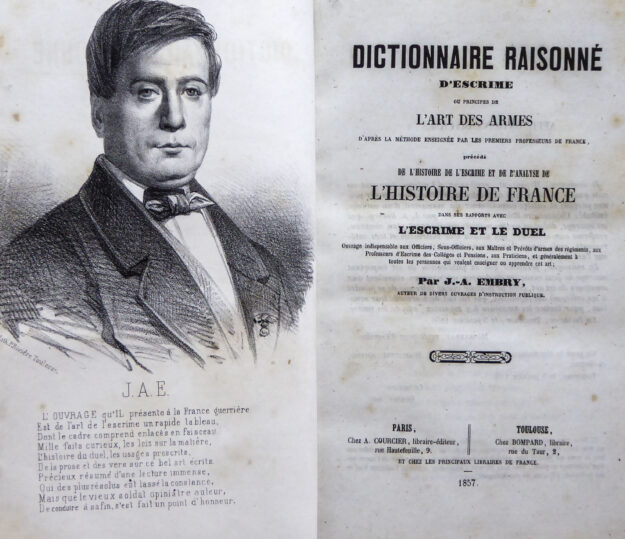 J.A.E.
L'OUVRAGE qu'IL présente à la France guerrière
Est de l'art de l'escrime un rapide tableau,
Dont le cadre comprend enlacés en faisceau
Mille faits curieux, les lois sur la matière,
L'histoire du duel, les usages proscrits
De la prose et des vers sur ce bel art écrits
Précieux résumé d'une lecture immense,
Qui des plus résolus eut lassé la constance,
Mais que le vieux soldat opiniâtre auteur,
De conduire à sa fin, s'est fait un point d'honneur.
DICTIONNAIRE RAISONNÉ
D'ESCRIME
OU PRINCIPES DE
L'ART DES ARMES
D'APRÈS LA MÉTHODE ENSEIGNÉE PAR LES PREMIERS PROFESSEURS DE FRANCE,
précédé
DE L'HISTOIRE DE L'ESCRIME ET DE L'ANALYSE DE
L'HISTOIRE DE FRANCE
DANS SES RAPPORTS AVEC
L'ESCRIME ET LE DUEL
Ouvrage indispensable aux Officiers, Sous-Officiers, aux Maîtres et Prévôts d'armes des régiments, aux
Professeurs d'Escrime des Collèges et Pensions, aux Praticiens, et généralement à
toutes les personnes qui veulent enseigner ou apprendre cet art;
Par J.-A. EMBRY,
AUTEUR DE DIVERS OUVRAGES D'INSTRUCTION PUBLIQUE.
PARIS,
Chez A. COURCIER, libraire-éditeur,
rue Hautefeuille, 9.
TOULOUSE,
Chez BOMPARD, libraire,
rue du Tour, 2,
ET CHEZ LES PRINCIPAUX LIBRAIRES DE FRANCE.
1857.